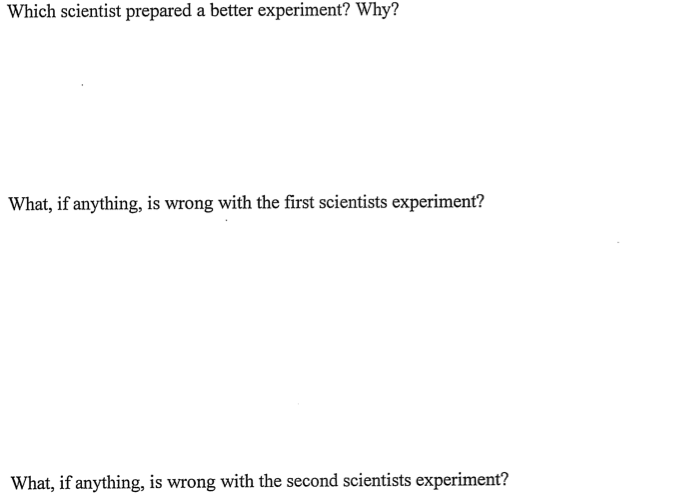 Which scientist prepared a better experiment? Why?
What, if anything, is wrong with the first scientists experiment?
What, if anything, is wrong with the second scientists experiment?